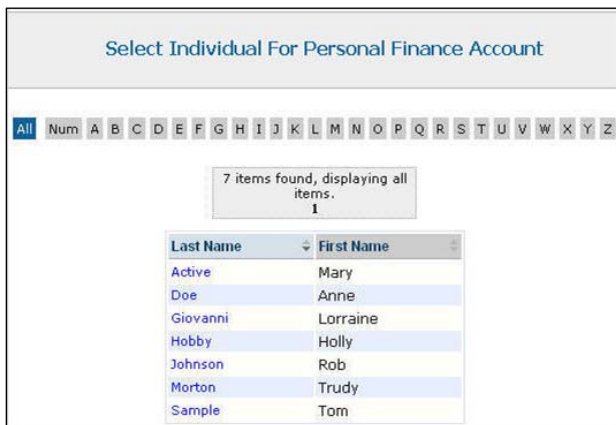 Select Individual For Personal Finance Account
All Num A B C D E F G H I J K L M N O P Q R S T U V W X Y Z
7 items found, displaying all
items.
1
Last Name First Name
Active Mary
Doe Anne
Giovanni Lorraine
Hobby Holly
Johnson Rob
Morton Trudy
Sample Tom